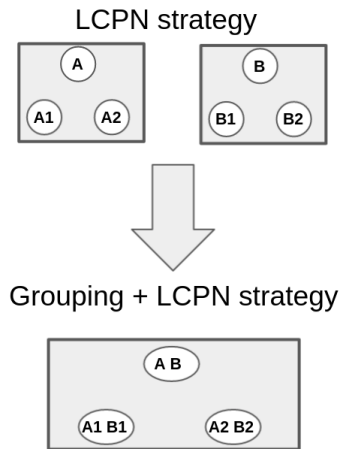 LCPN strategy
A B
A1 A2 B1 B2
Grouping + LCPN strategy
A B
A1 B1 A2 B2